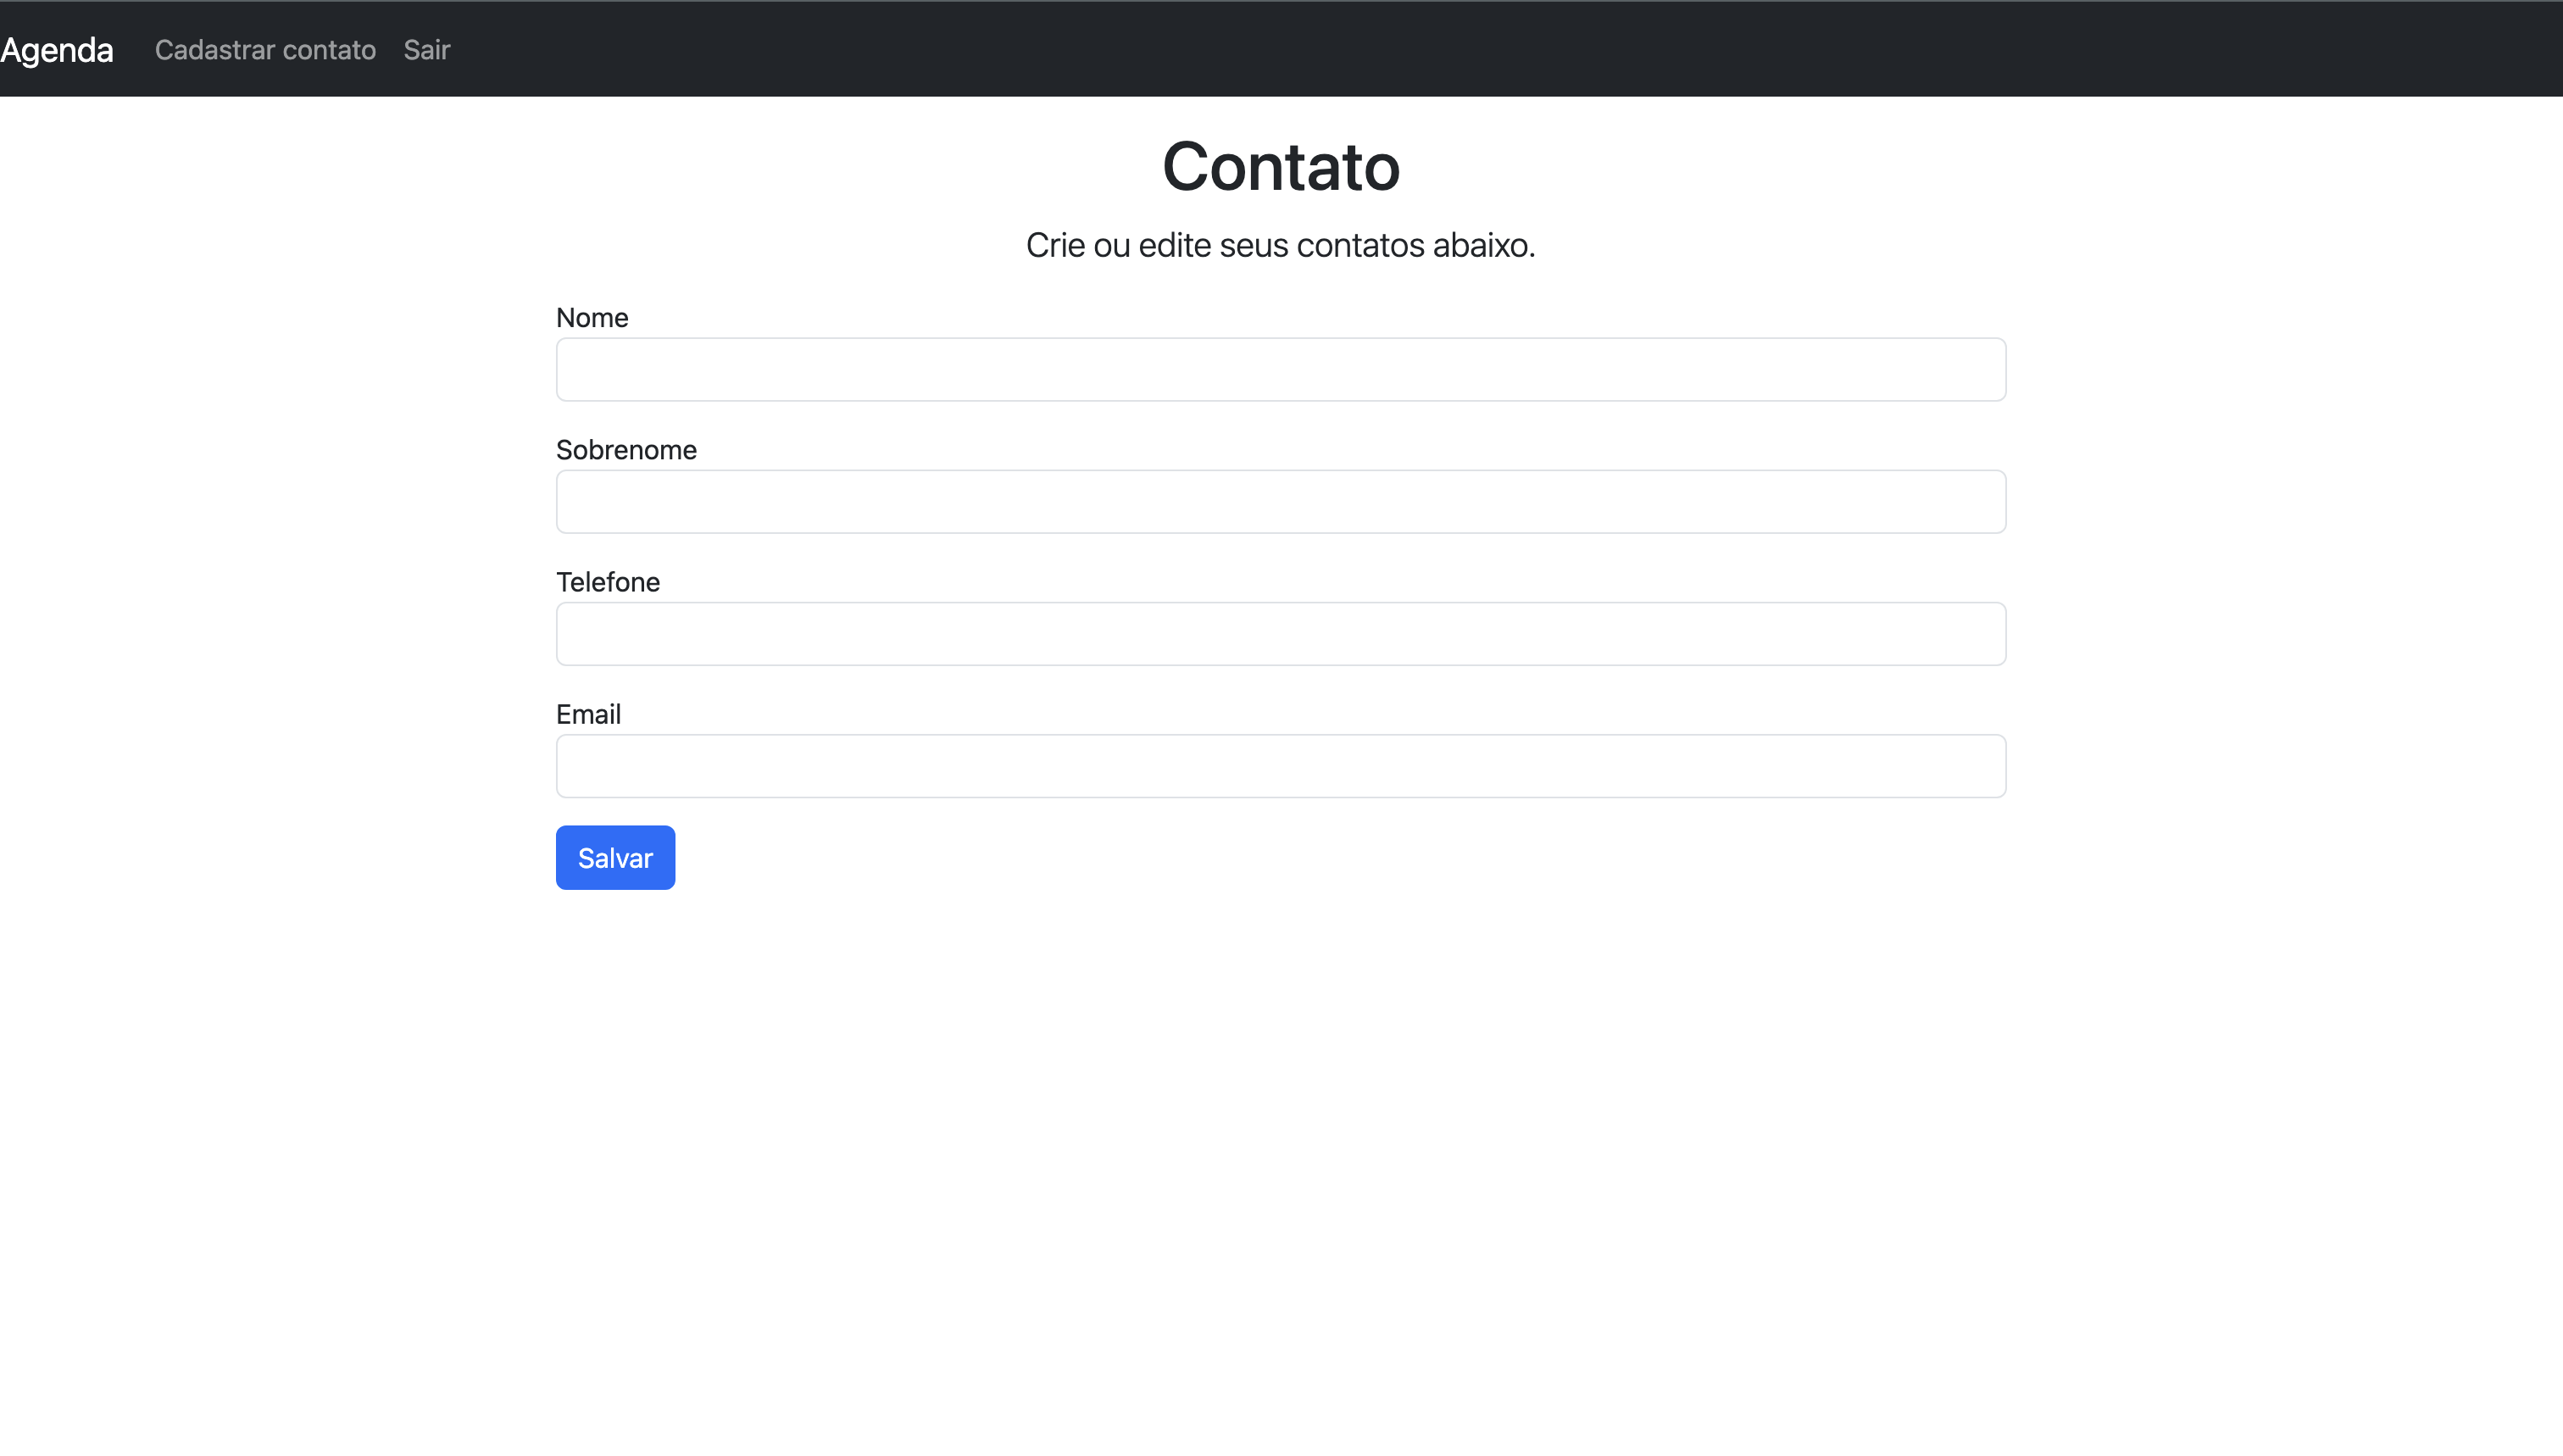 Agenda Cadastrar contato Sair
Contato
Crie ou edite seus contatos abaixo.
Nome
Sobrenome
Telefone
Email
Salvar